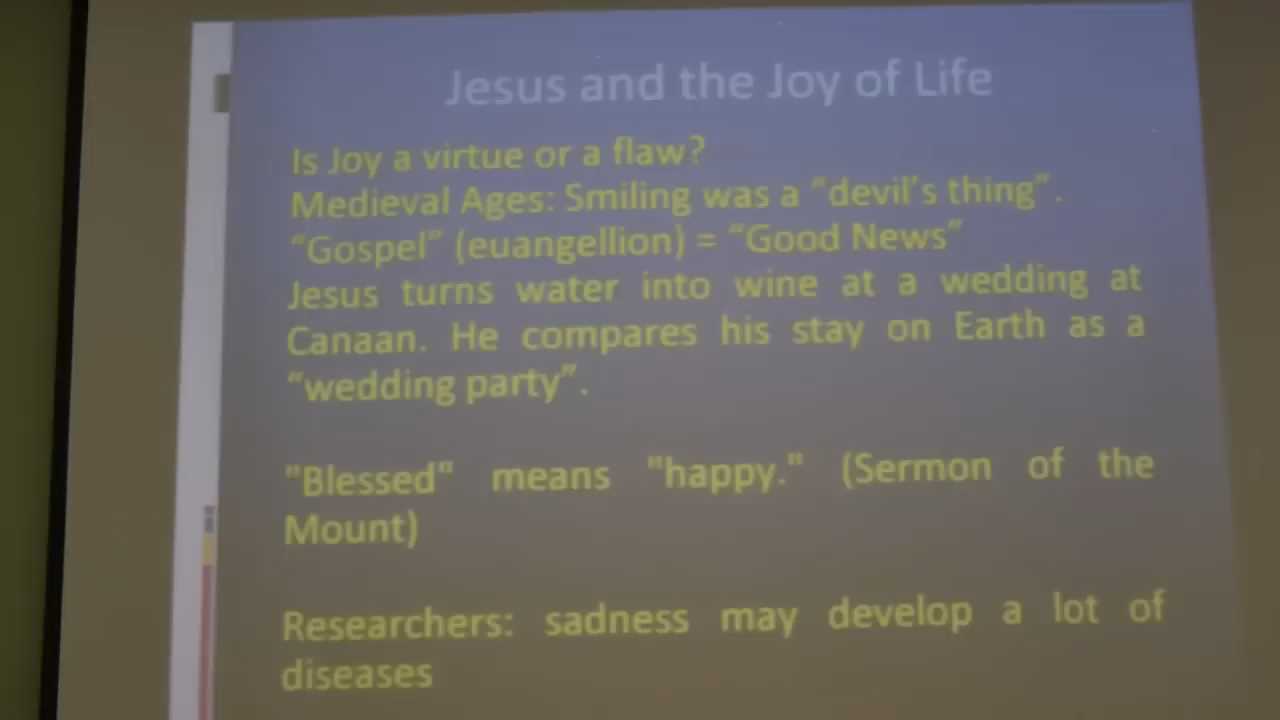 Jesus and the Joy of Life
Is Joy a virtue or a flaw?
Medieval Ages: Smiling was a “devil’s thing”.
“Gospel” (euangellion) = “Good News”
Jesus turns water into wine at a wedding at
Canaan. He compares his stay on Earth as a
“wedding party”.
"Blessed" means "happy." (Sermon of the
Mount)
Researchers: sadness may develop a lot of
diseases